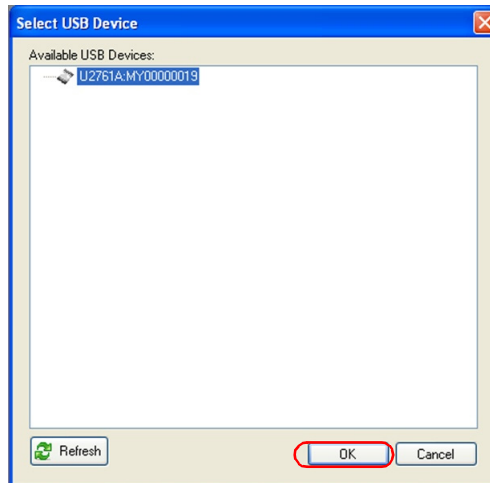 Select USB Device
Available USB Devices:
U2761A:MY00000019
Refresh
OK
Cancel